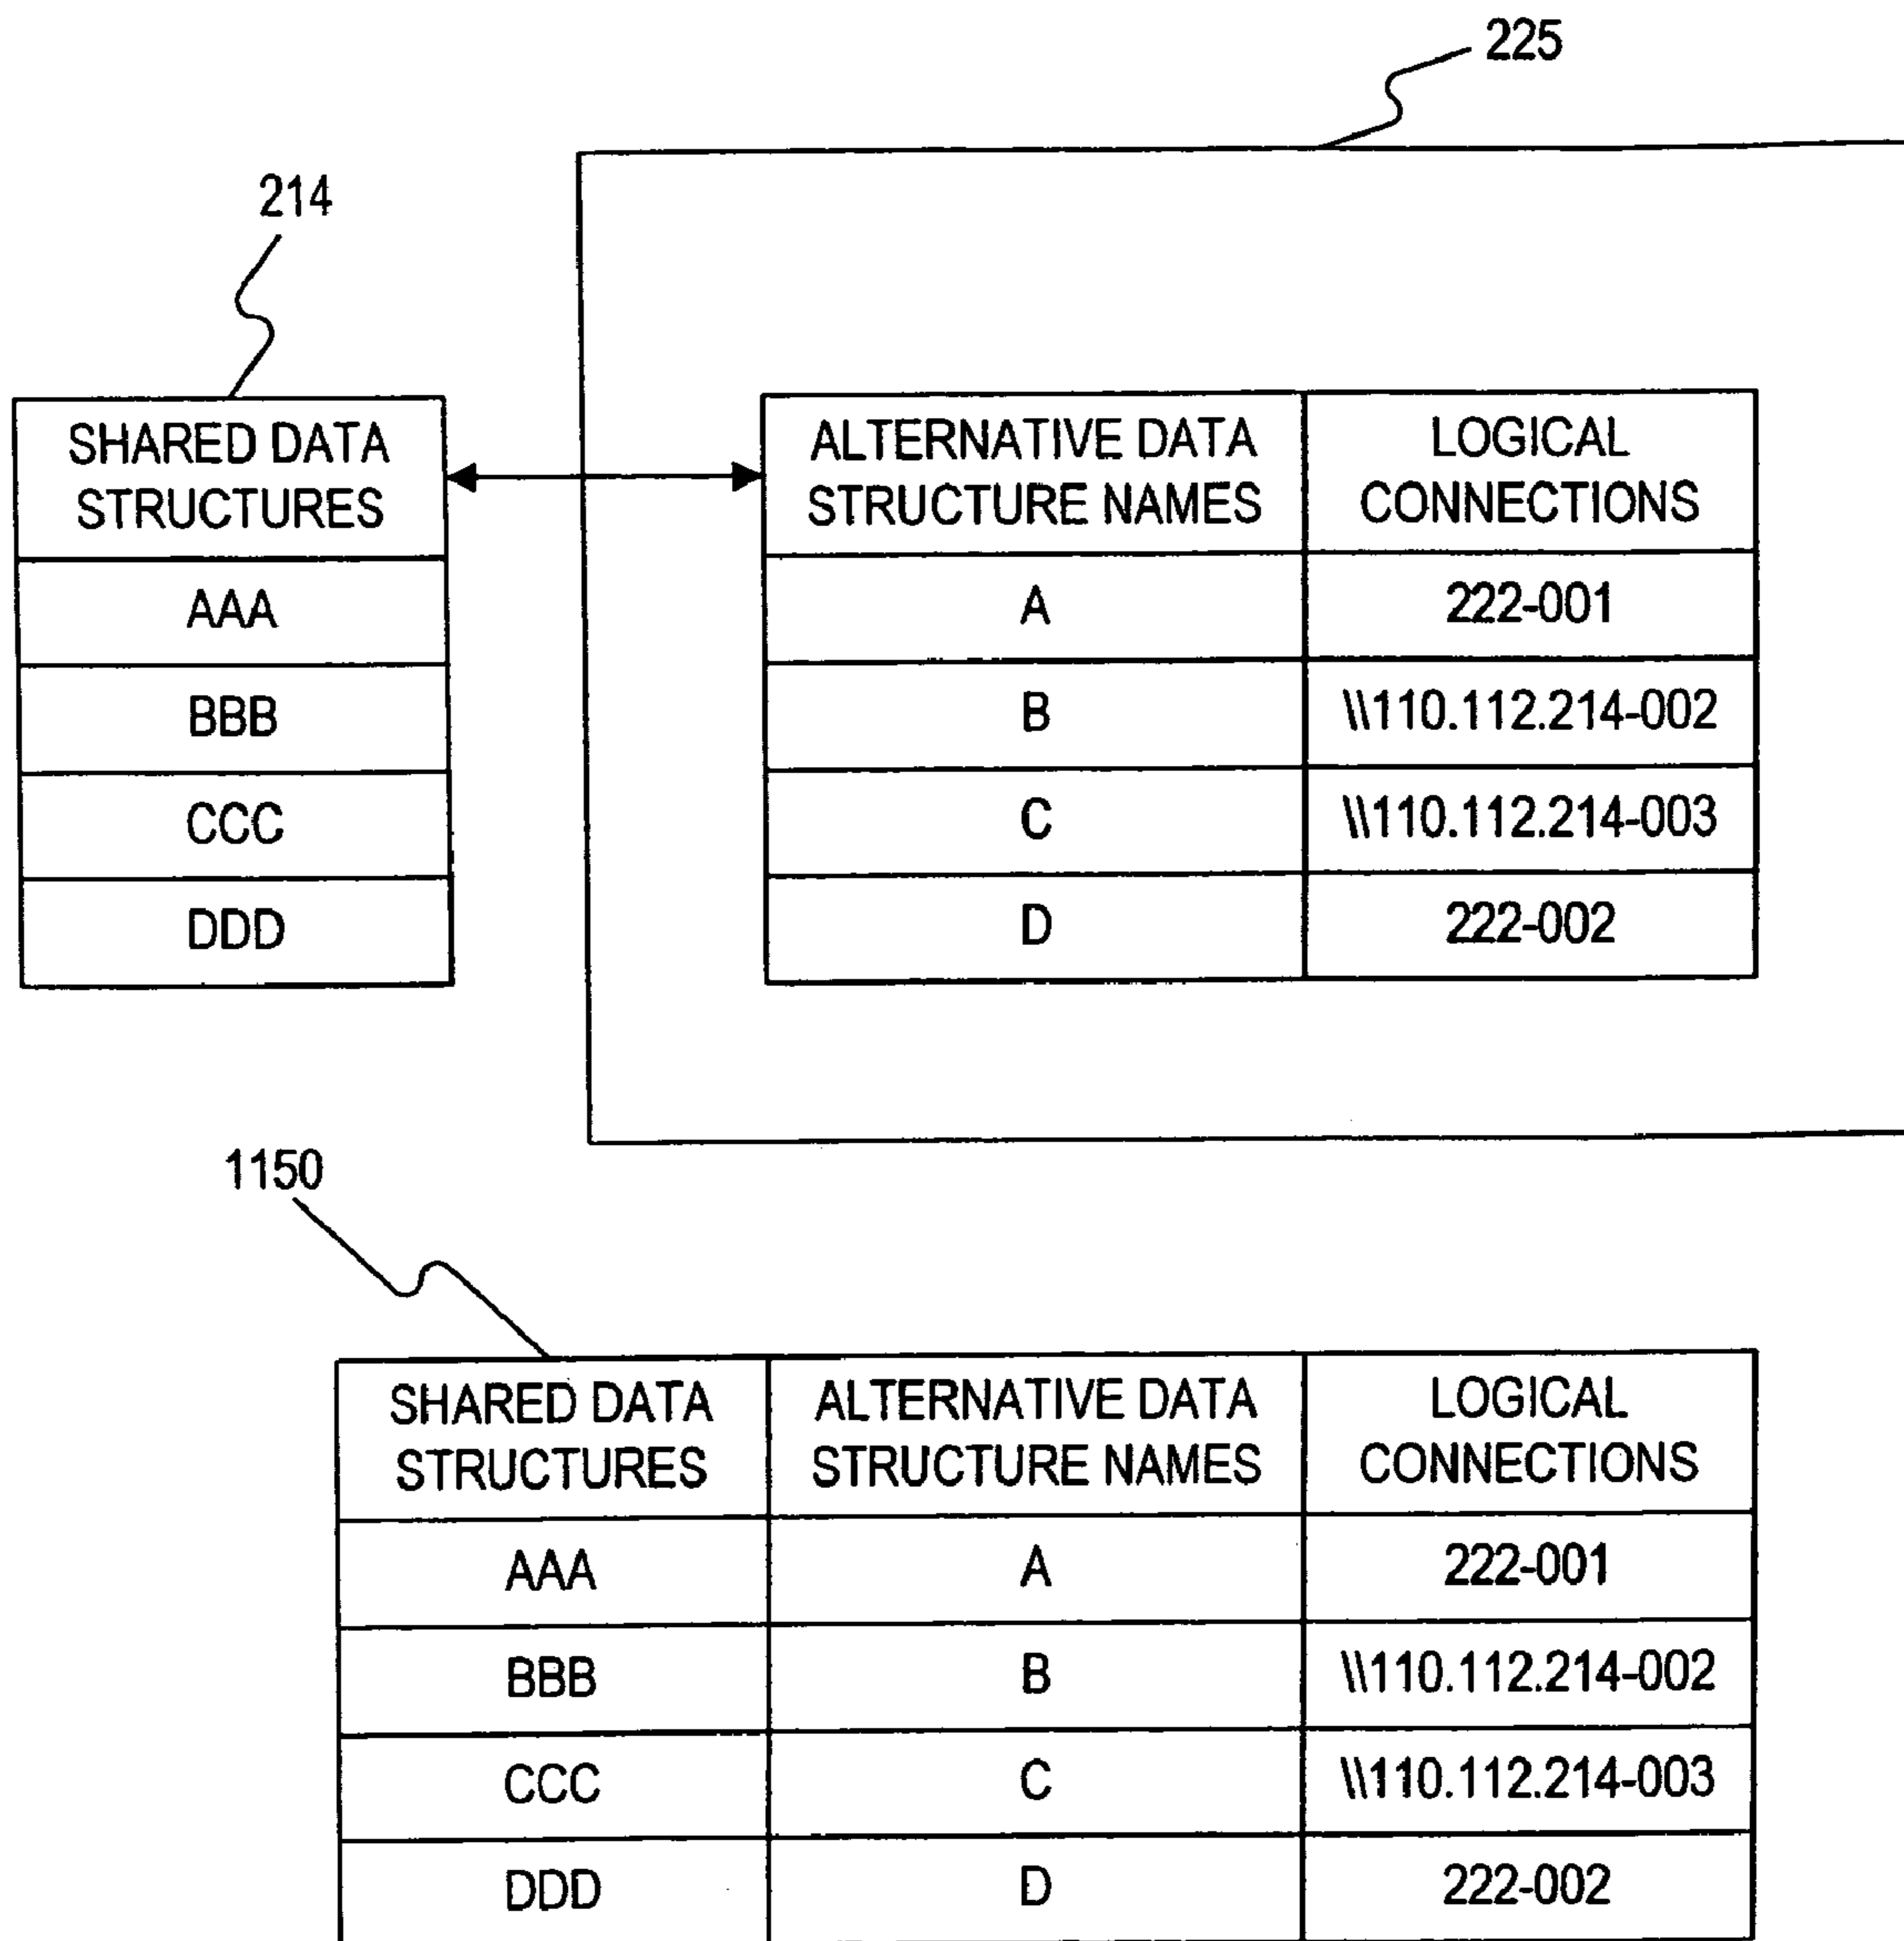 225
214
SHARED DATA
STRUCTURES
AAA
BBB
CCC
DDD
ALTERNATIVE DATA
STRUCTURE NAMES
LOGICAL
CONNECTIONS
A
222-001
B
\\110.112.214-002
C
\\110.112.214-003
D
222-002
1150
SHARED DATA
STRUCTURES
ALTERNATIVE DATA
STRUCTURE NAMES
LOGICAL
CONNECTIONS
AAA
A
222-001
BBB
B
\\110.112.214-002
CCC
C
\\110.112.214-003
DDD
D
222-002